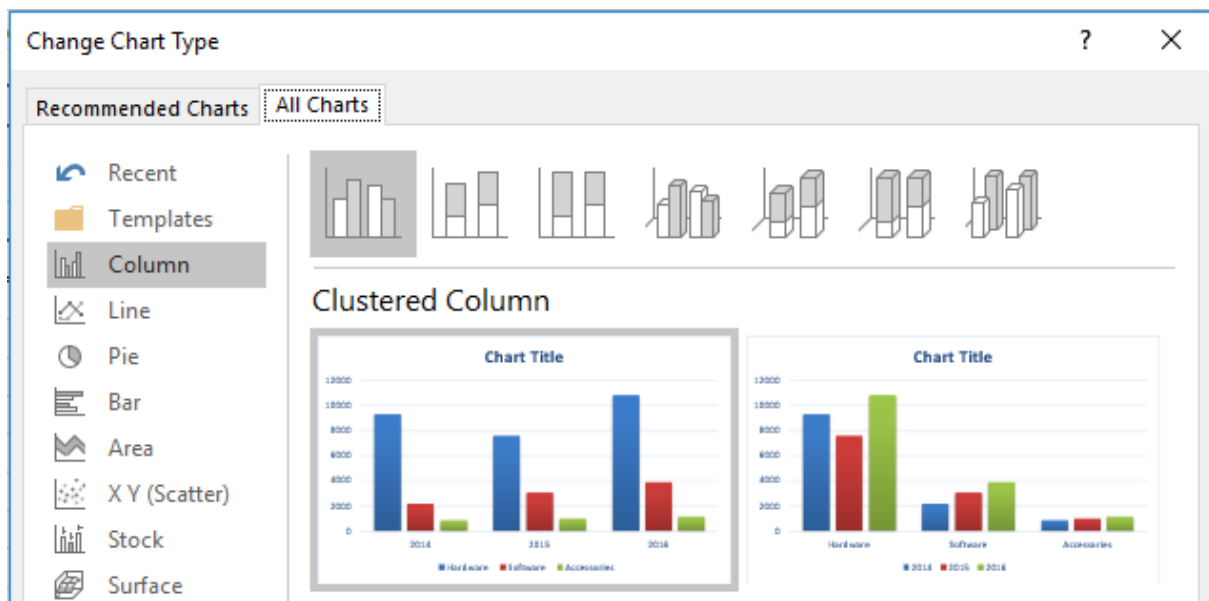 Change Chart Type
?
Recommended Charts
All Charts
Recent
Templates
Column
Line
Pie
Bar
Area
X Y (Scatter)
Stock
Surface
Clustered Column
Chart Title
12000
10000
8000
6000
4000
2000
0
2014 2015 2016
Hardware Software Accessories
Chart Title
12000
10000
8000
6000
4000
2000
0
Hardware Software Accessories
2014 2015 2016